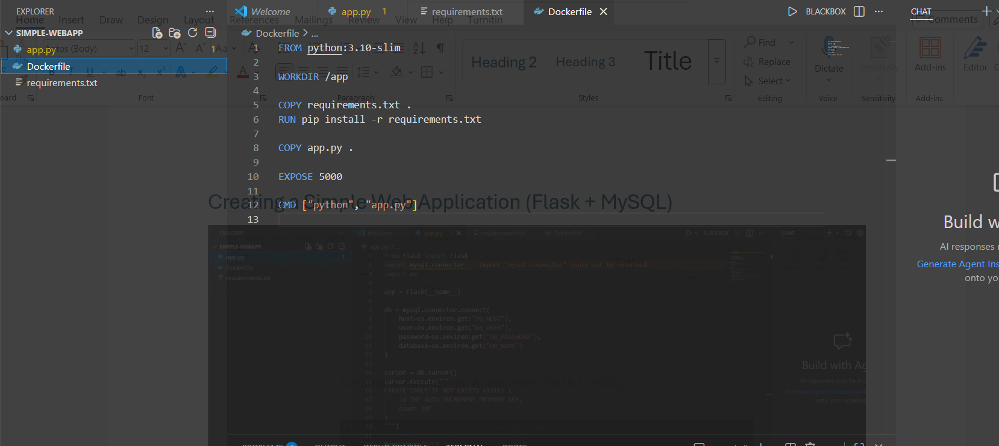 EXPLORER
Welcome
app.py 1
requirements.txt
Dockerfile
BLACKBOX
CHAT
Home Insert Draw Design Layout References Mailings Review View Help Turnitin
Comments
SIMPLE-WEBAPP
Dockerfile > ...
app.py 1
Dockerfile
requirements.txt
(Body) 12
Heading 2 Heading 3 Title
Find
Replace
Select
Dictate
Sensitivity
Add-ins
Editor
Font
Paragraph
Styles
Editing
Voice
Sensitivity
Add-ins
1 FROM python:3.10-slim
2
3 WORKDIR /app
4
5 COPY requirements.txt .
6 RUN pip install -r requirements.txt
7
8 COPY app.py .
9
10 EXPOSE 5000
11
12 CMD ["python", "app.py"]
13
Creating a Simple Web Application (Flask + MySQL)
EXPLORER
Welcome
app.py 1
requirements.txt
Dockerfile
BLACKBOX
CHAT
SIMPLE-WEBAPP
app.py > ...
app.py 1
Dockerfile
requirements.txt
1 from flask import Flask
2 import mysql.connector Import "mysql.connector" could not be resolved
3 import os
4
5 app = Flask(__name__)
6
7 db = mysql.connector.connect(
8 host=os.environ.get("DB_HOST"),
9 user=os.environ.get("DB_USER"),
10 password=os.environ.get("DB_PASSWORD"),
11 database=os.environ.get("DB_NAME")
12 )
13
14 cursor = db.cursor()
15 cursor.execute("""
16 CREATE TABLE IF NOT EXISTS visits (
17 id INT AUTO_INCREMENT PRIMARY KEY,
18 count INT
19 )
20 """)
21
Build with Ag
AI responses may be ina
Generate Agent Instructions
onto your codebas
Build w
AI responses
Generate Agent Ins
onto yo
PROBLEMS 1 OUTPUT DEBUG CONSOLE TERMINAL PORTS